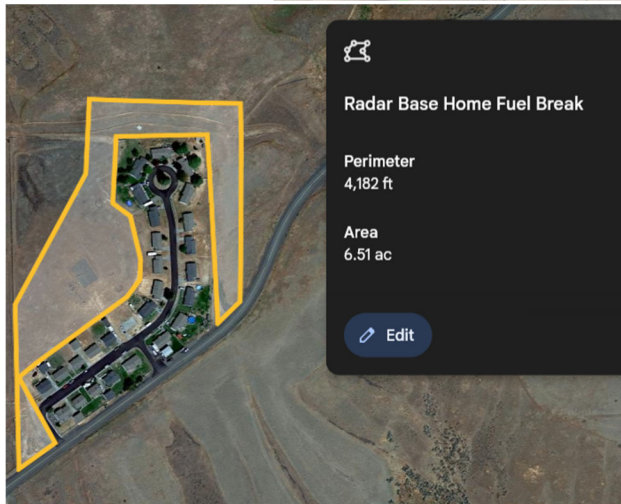 Radar Base Home Fuel Break
Perimeter
4,182 ft
Area
6.51 ac
Edit